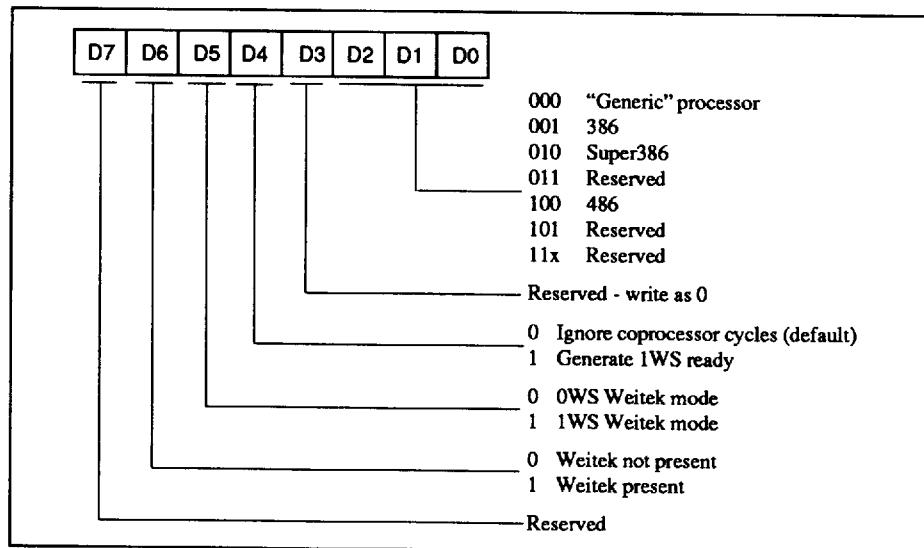 D7 D6 D5 D4 D3 D2 D1 D0
000 “Generic” processor
001 386
010 Super386
011 Reserved
100 486
101 Reserved
11x Reserved
Reserved - write as 0
0 Ignore coprocessor cycles (default)
1 Generate 1WS ready
0 0WS Weitek mode
1 1WS Weitek mode
0 Weitek not present
1 Weitek present
Reserved